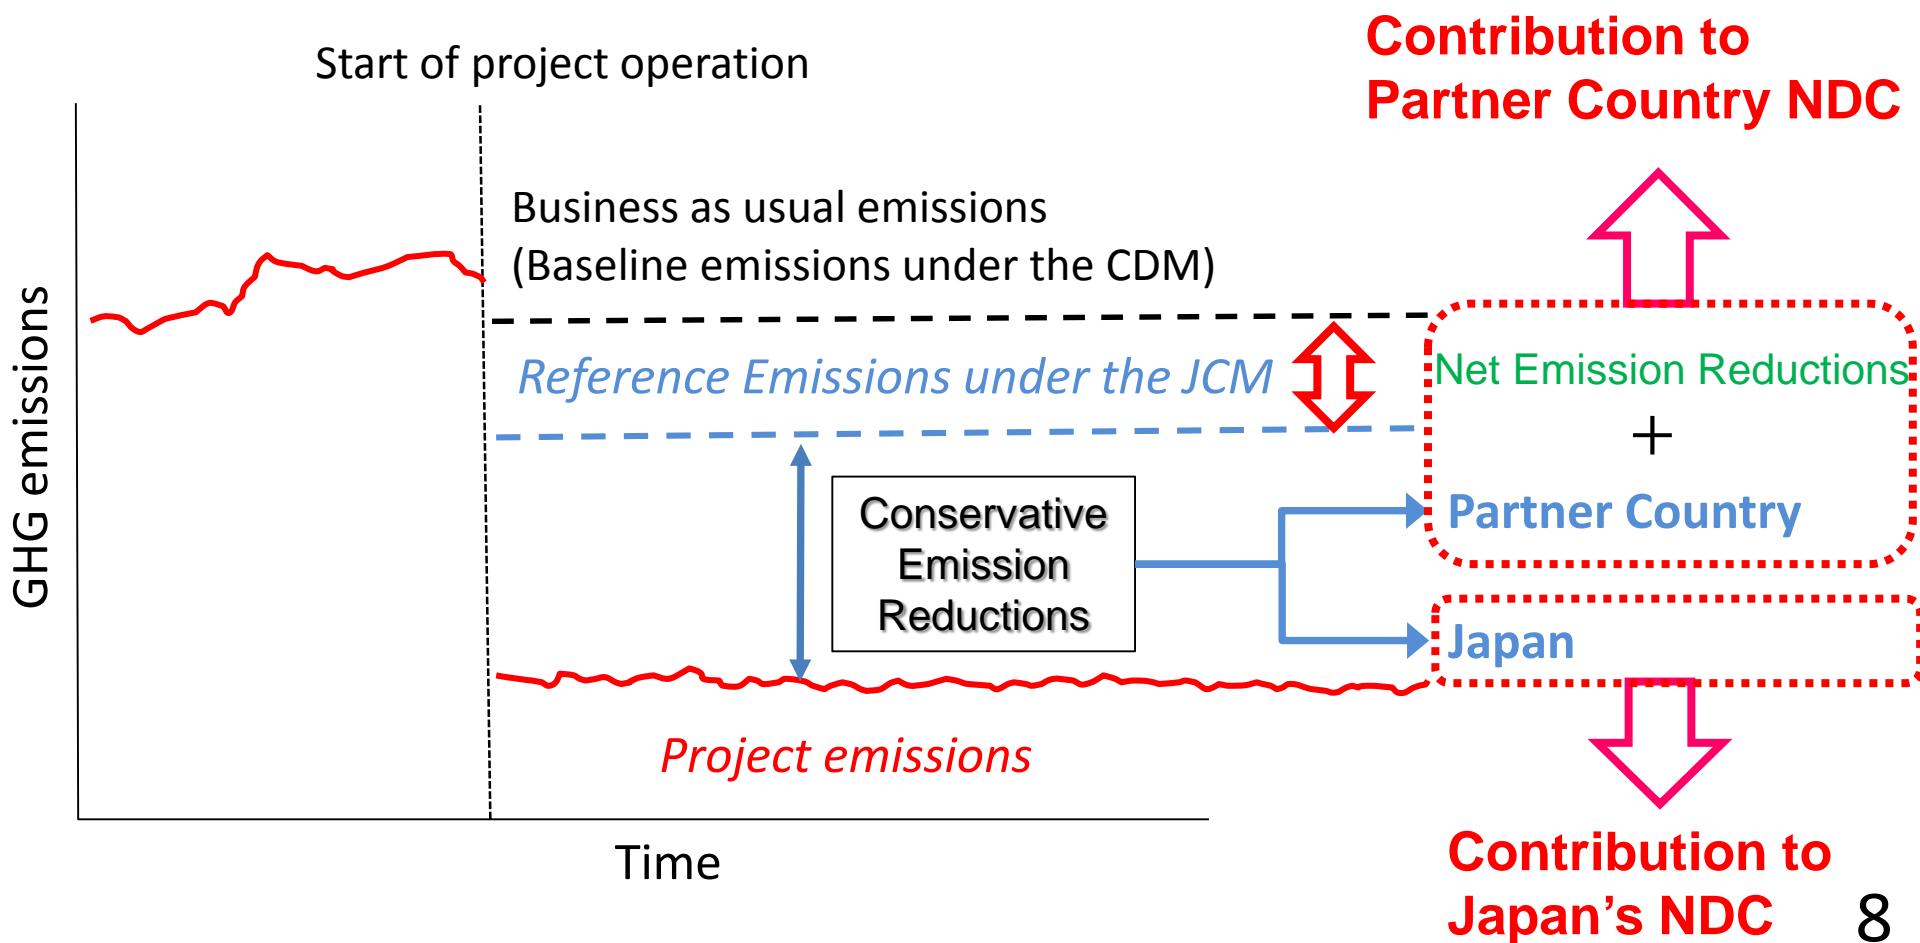 Contribution to
Partner Country NDC
Start of project operation
Business as usual emissions
(Baseline emissions under the CDM)
GHG emissions
Reference Emissions under the JCM
Net Emission Reductions
+
Conservative
Emission
Reductions
Partner Country
Japan
Project emissions
Time
Contribution to
Japan’s NDC
8